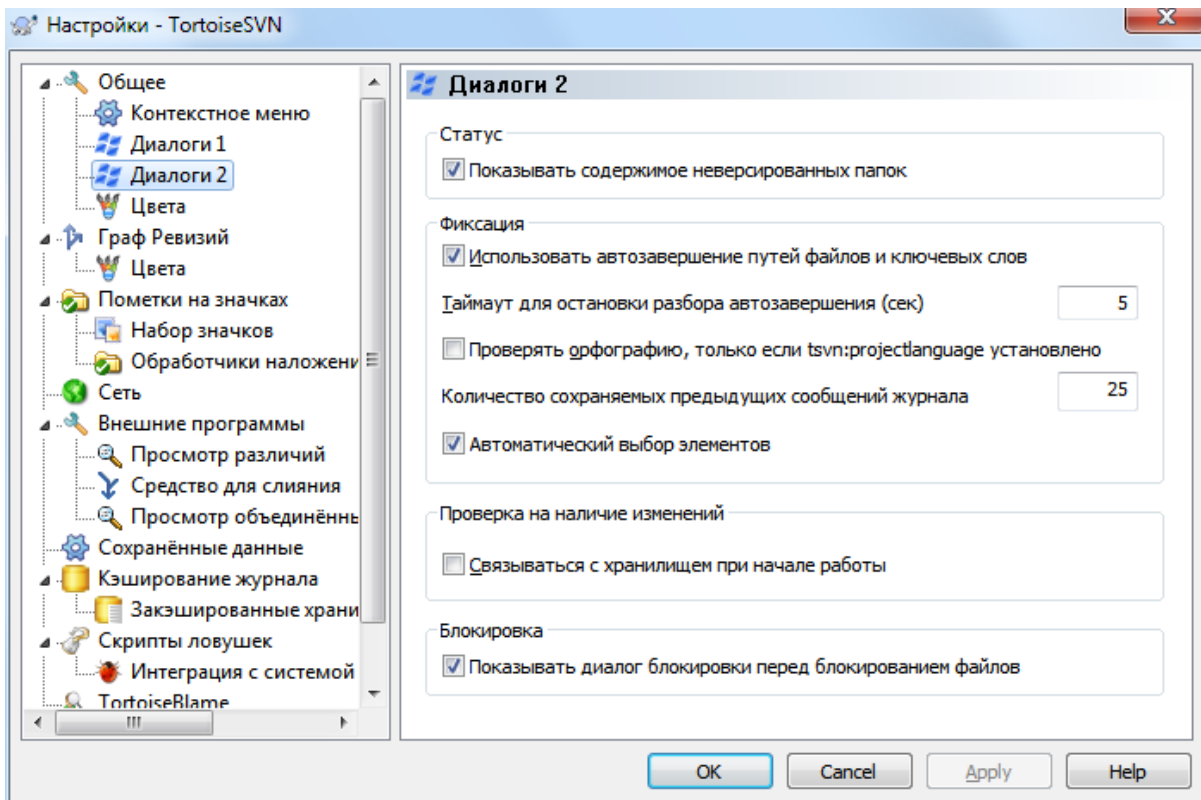 Настройки - TortoiseSVN
Общее
Контекстное меню
Диалоги 1
Диалоги 2
Цвета
Граф Ревизий
Цвета
Пометки на значках
Набор значков
Обработчики наложени
Сеть
Внешние программы
Просмотр различий
Средство для слияния
Просмотр объединённь
Сохранённые данные
Кэширование журнала
Закэшированные храни
Скрипты ловушек
Интеграция с системой
TortoiseBlame
Диалоги 2
Статус
Показывать содержимое неверсированных папок
Фиксация
Использовать автозавершение путей файлов и ключевых слов
Таймаут для остановки разбора автозавершения (сек)
5
Проверять орфографию, только если tsvn:projectlanguage установлено
Количество сохраняемых предыдущих сообщений журнала
25
Автоматический выбор элементов
Проверка на наличие изменений
Связываться с хранилищем при начале работы
Блокировка
Показывать диалог блокировки перед блокированием файлов
OK
Cancel
Apply
Help